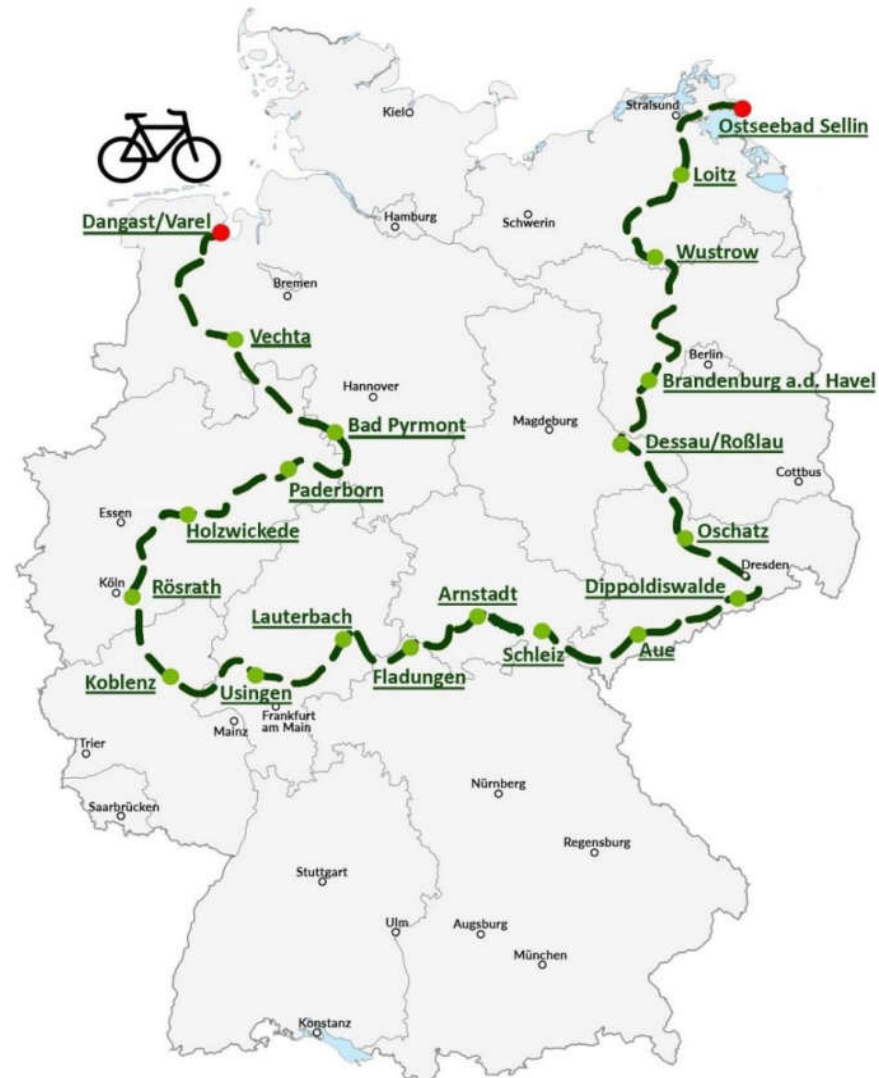 Kiel
Stralsund
Ostseebad Sellin
Loitz
Dangast/Varel
Hamburg
Schwerin
Wustrow
Bremen
Vechta
Berlin
Hannover
Brandenburg a.d. Havel
Magdeburg
Bad Pyrmont
Dessau/Roßlau
Paderborn
Cottbus
Essen
Holzwickede
Oschatz
Dresden
Köln
Rösrath
Dippoldiswalde
Arnstadt
Lauterbach
Schleiz
Aue
Fladungen
Koblenz
Usingen
Frankfurt
am Main
Mainz
Trier
Nürnberg
Saarbrücken
Regensburg
Stuttgart
Ulm
Augsburg
München
Konstanz